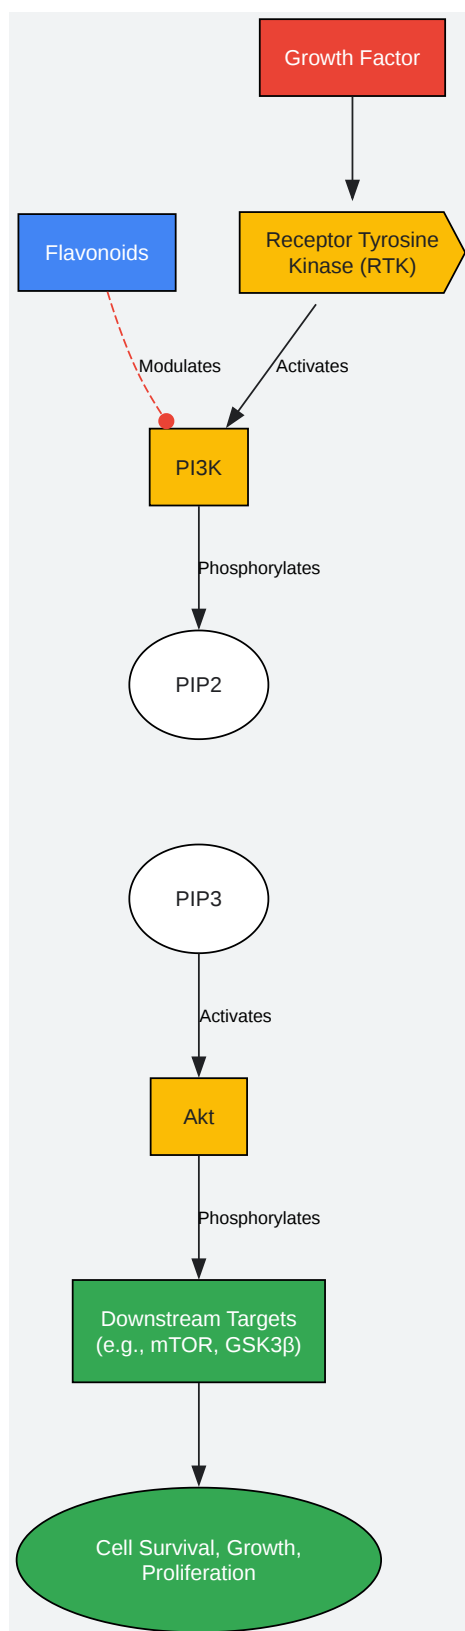 Growth Factor
Flavonoids
Receptor Tyrosine
Kinase (RTK)
Modulates
Activates
PI3K
Phosphorylates
PIP2
PIP3
Activates
Akt
Phosphorylates
Downstream Targets
(e.g., mTOR, GSK3β)
Cell Survival, Growth,
Proliferation